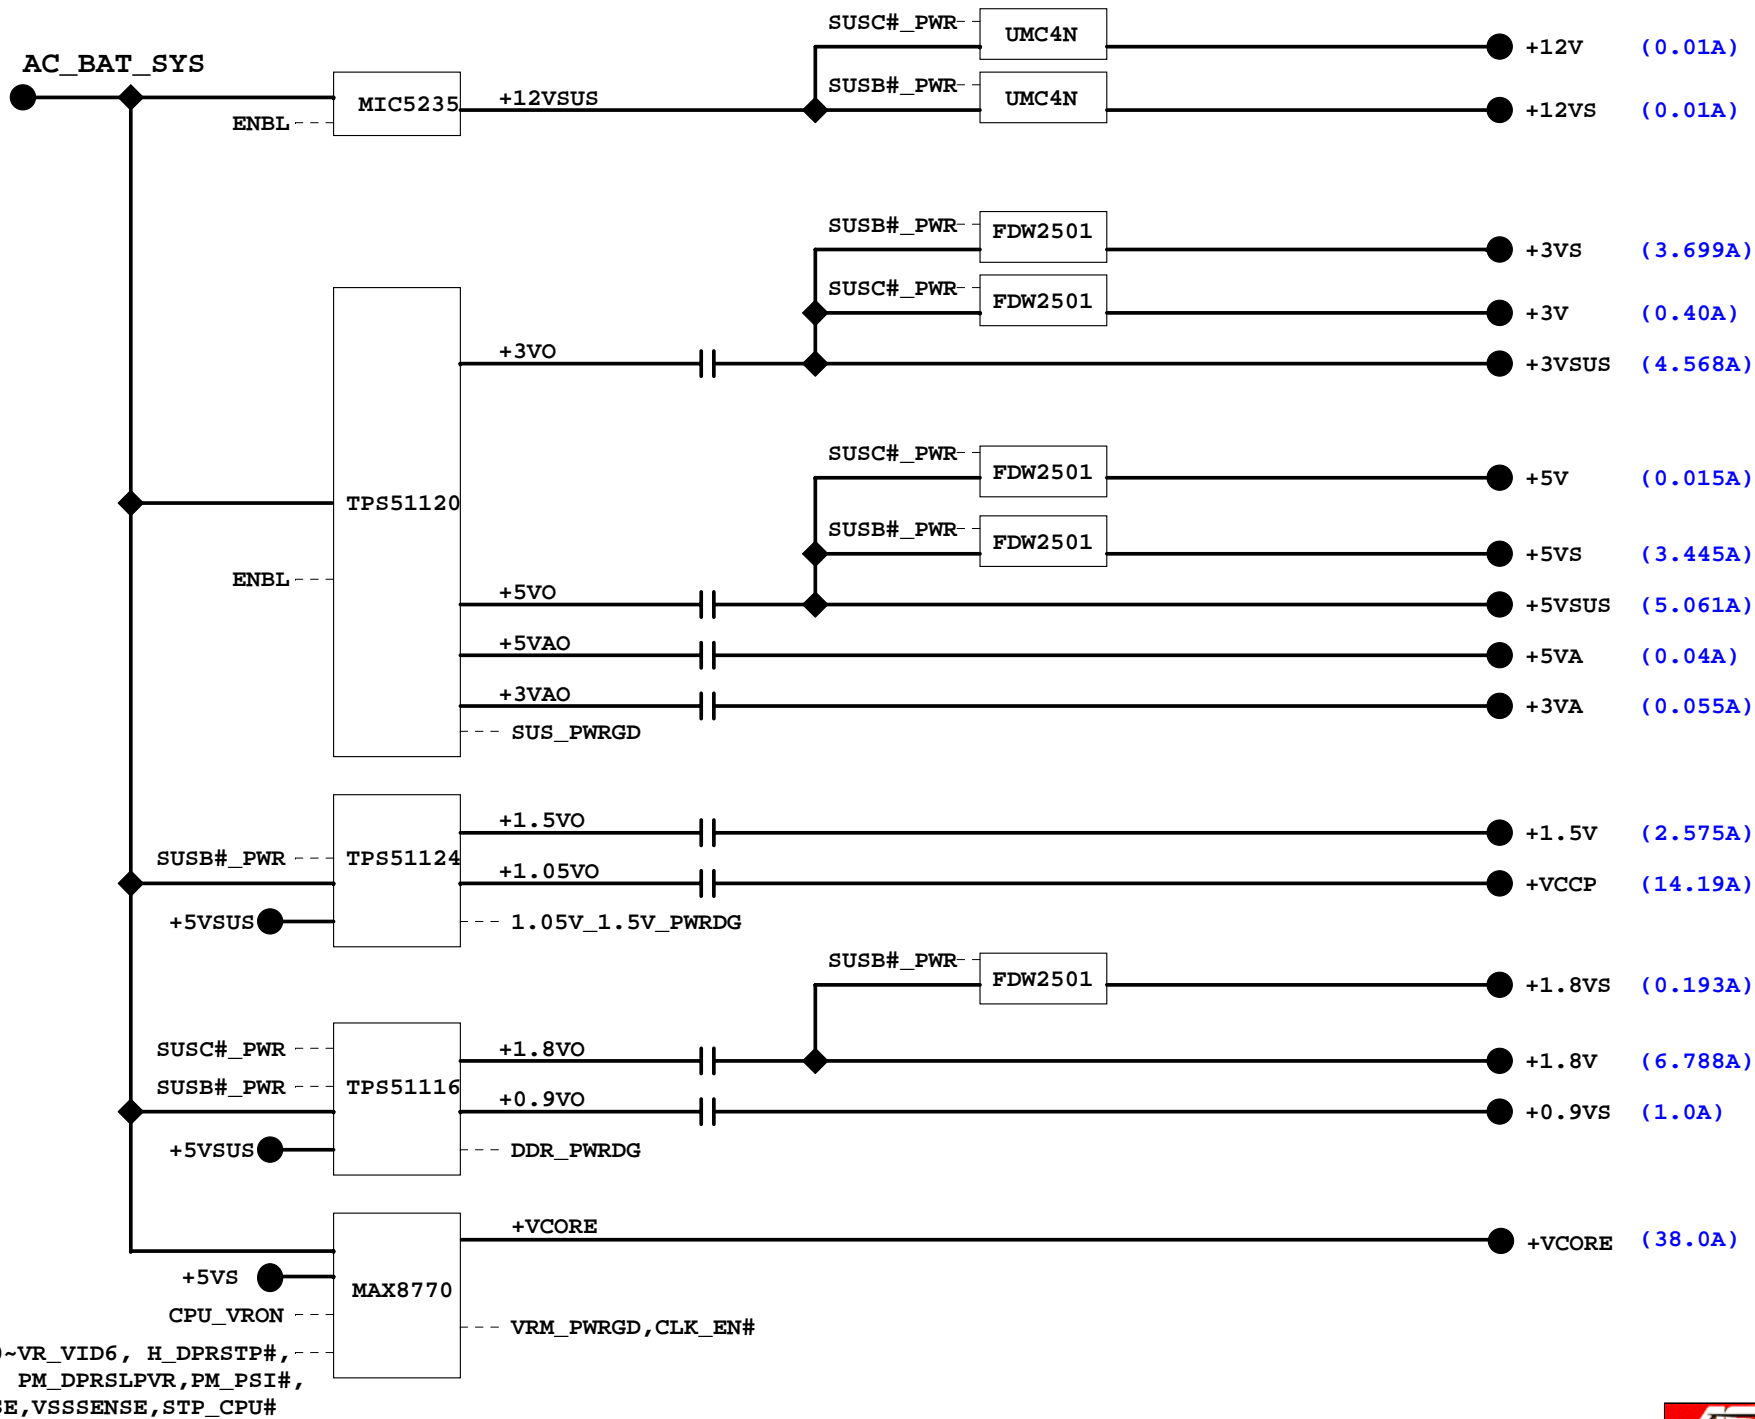 AC_BAT_SYS
SUSC#_PWR
UMC4N
+12V (0.01A)
MIC5235
ENBL
+12VSUS
SUSB#_PWR
UMC4N
+12VS (0.01A)
SUSB#_PWR
FDW2501
+3VS (3.699A)
SUSC#_PWR
FDW2501
+3V (0.40A)
+3VO
+3VSUS (4.568A)
TPS51120
ENBL
SUSC#_PWR
FDW2501
+5V (0.015A)
SUSB#_PWR
FDW2501
+5VS (3.445A)
+5VO
+5VSUS (5.061A)
+5VAO
+5VA (0.04A)
+3VAO
+3VA (0.055A)
SUS_PWRGD
SUSB#_PWR
TPS51124
+5VSUS
+1.5VO
+1.5V (2.575A)
+1.05VO
+VCCP (14.19A)
1.05V_1.5V_PWRDG
SUSB#_PWR
FDW2501
+1.8VS (0.193A)
SUSC#_PWR
SUSB#_PWR
TPS51116
+5VSUS
+1.8VO
+1.8V (6.788A)
+0.9VO
+0.9VS (1.0A)
DDR_PWRDG
+VCORE
+VCORE (38.0A)
+5VS
MAX8770
CPU_VRON
VRM_PWRGD,CLK_EN#
~VR_VID6, H_DPRSTP#,
PM_DPRSLPVR,PM_PSI#,
SE,VSSSENSE,STP_CPU#